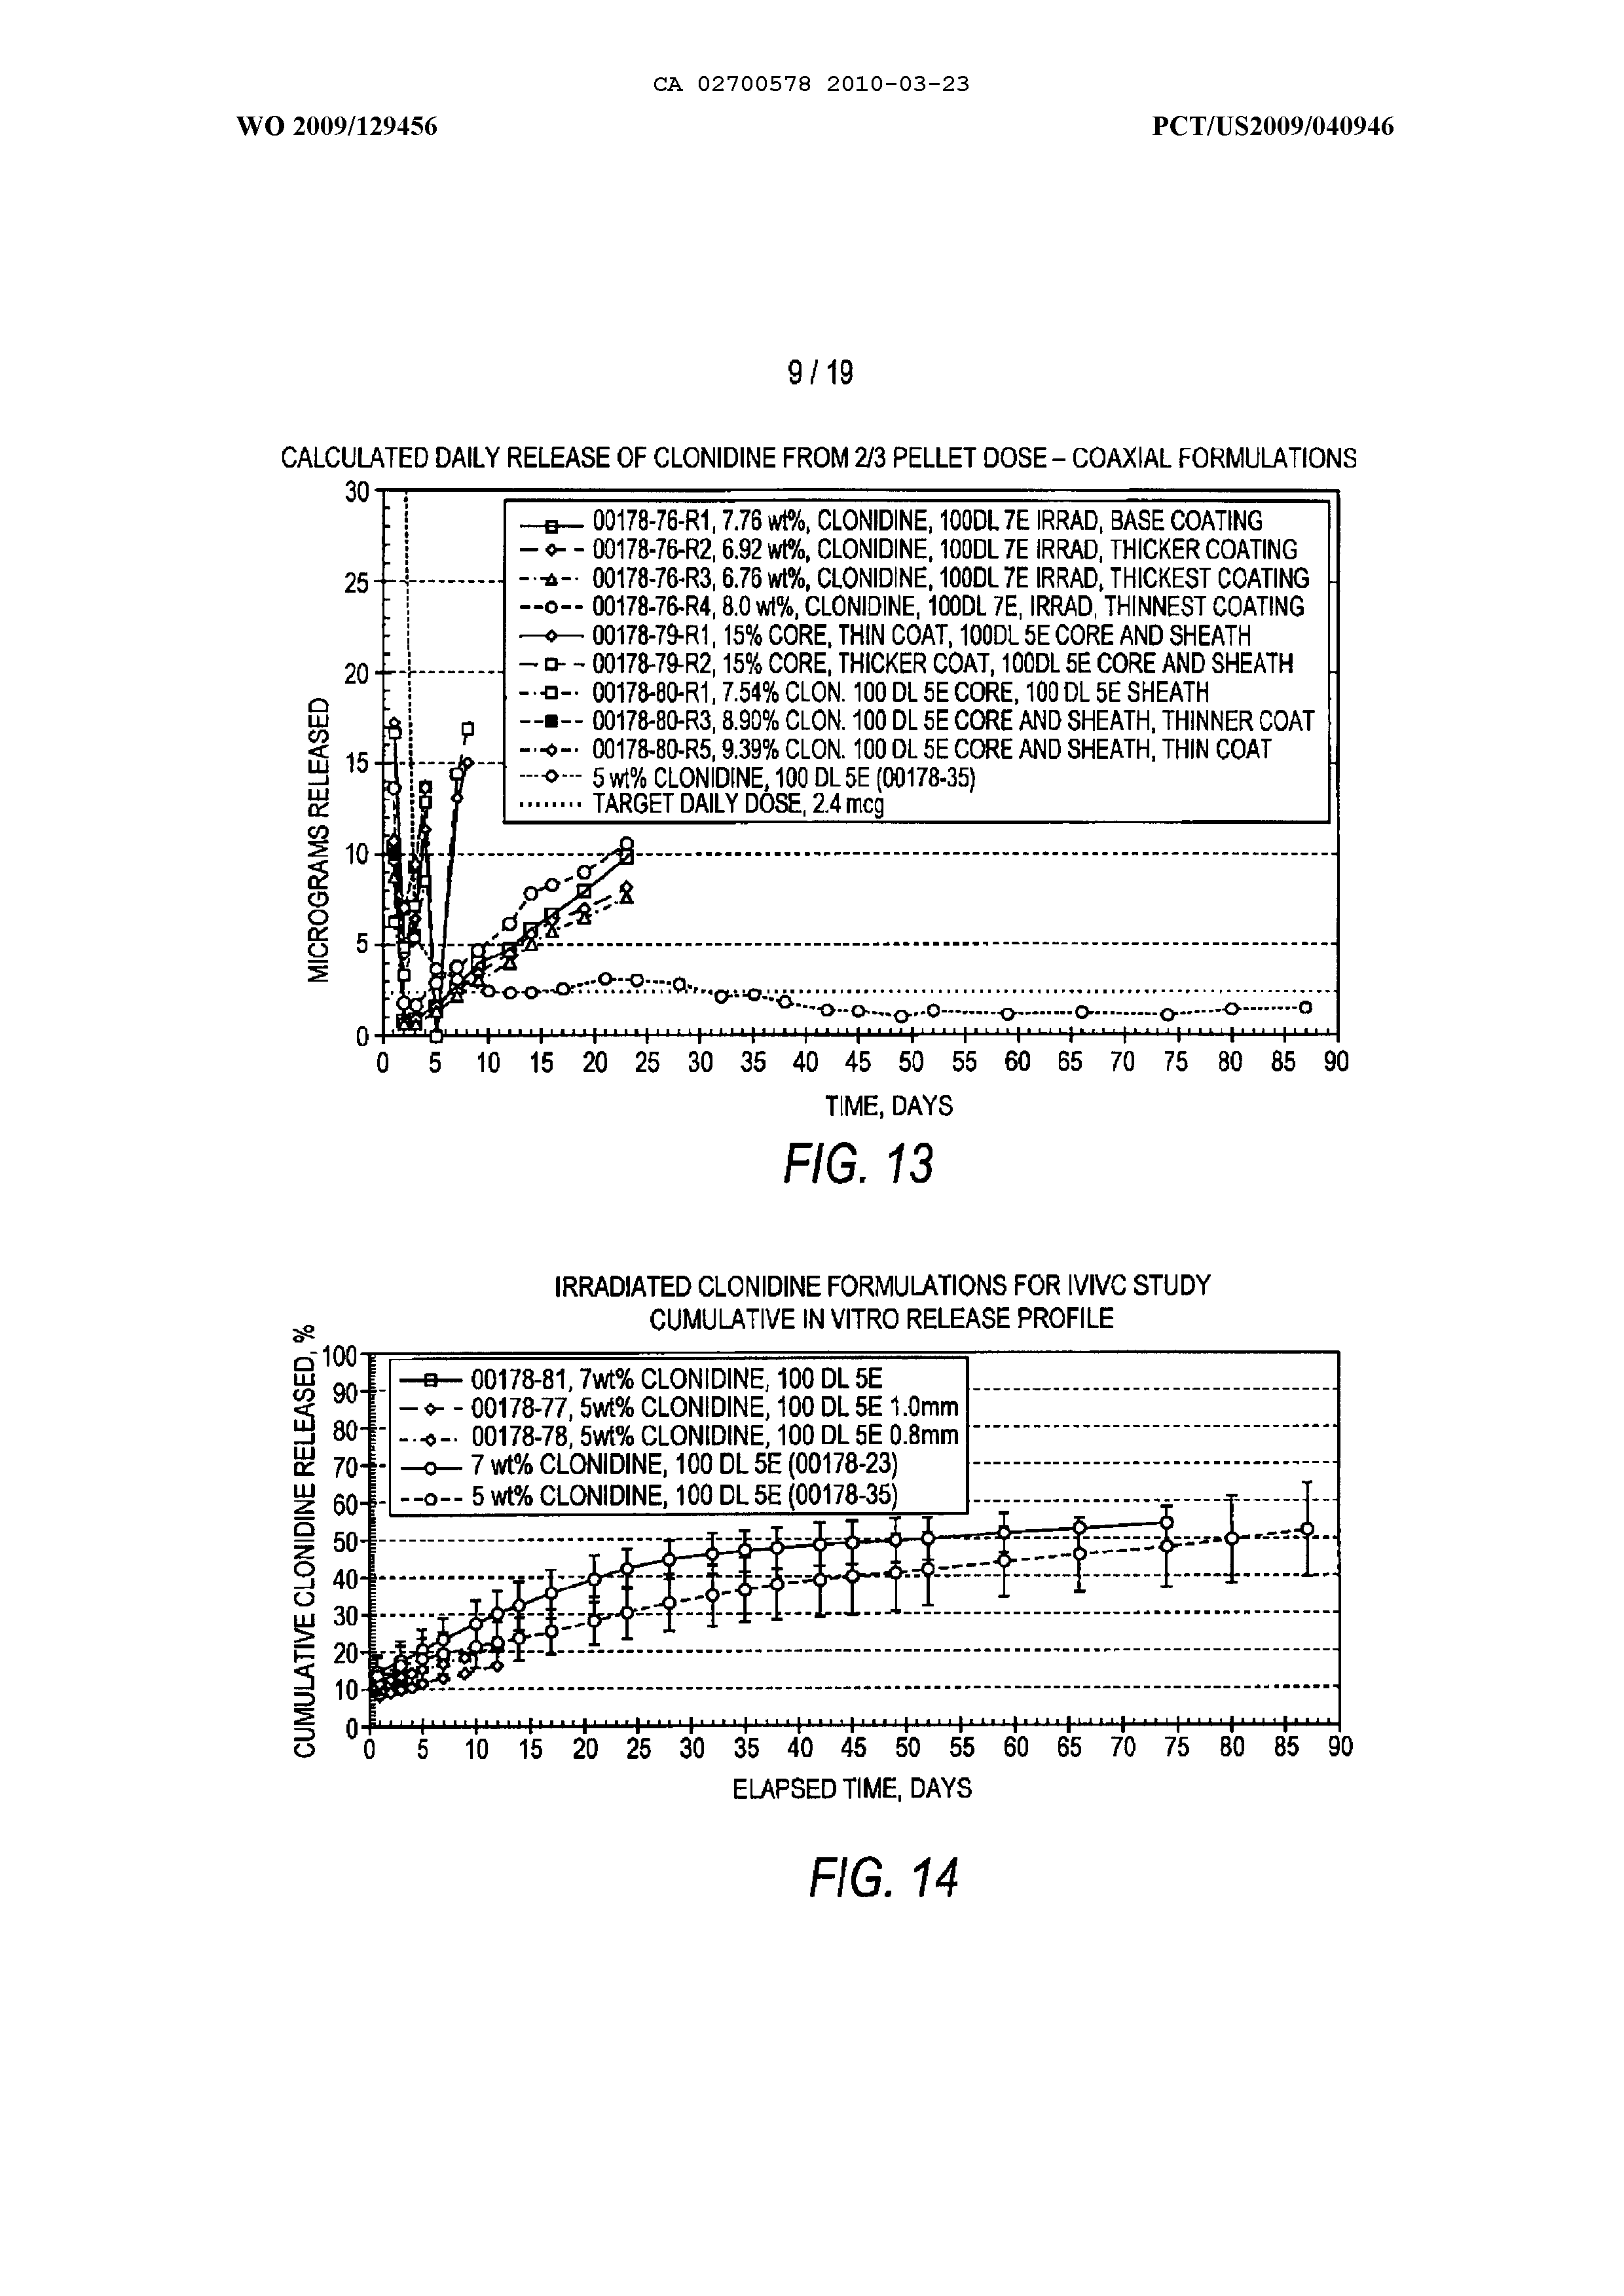 CA 02700578 2010-03-23
WO 2009/129456 PCT/US2009/040946
9 / 19
CALCULATED DAILY RELEASE OF CLONIDINE FROM 2/3 PELLET DOSE – COAXIAL FORMULATIONS
MICROGRAMS RELEASED
30
25
20
15
10
5
0
00178-76-R1, 7.76 wt%, CLONIDINE, 100DL 7E IRRAD, BASE COATING
00178-76-R2, 6.92 wt%, CLONIDINE, 100DL 7E IRRAD, THICKER COATING
00178-76-R3, 6.76 wt%, CLONIDINE, 100DL 7E IRRAD, THICKEST COATING
00178-76-R4, 8.0 wt%, CLONIDINE, 100DL 7E, IRRAD, THINNEST COATING
00178-79-R1, 15% CORE, THIN COAT, 100DL 5E CORE AND SHEATH
00178-79-R2, 15% CORE, THICKER COAT, 100DL 5E CORE AND SHEATH
00178-80-R1, 7.54% CLON. 100 DL 5E CORE, 100 DL 5E SHEATH
00178-80-R3, 8.90% CLON. 100 DL 5E CORE AND SHEATH, THINNER COAT
00178-80-R5, 9.39% CLON. 100 DL 5E CORE AND SHEATH, THIN COAT
5 wt% CLONIDINE, 100 DL 5E (00178-35)
TARGET DAILY DOSE, 2.4 mcg
0 5 10 15 20 25 30 35 40 45 50 55 60 65 70 75 80 85 90
TIME, DAYS
FIG. 13
IRRADIATED CLONIDINE FORMULATIONS FOR IVIVC STUDY
CUMULATIVE IN VITRO RELEASE PROFILE
CUMULATIVE CLONIDINE RELEASED, %
100
90
80
70
60
50
40
30
20
10
0
00178-81, 7wt% CLONIDINE, 100 DL 5E
00178-77, 5wt% CLONIDINE, 100 DL 5E 1.0mm
00178-78, 5wt% CLONIDINE, 100 DL 5E 0.8mm
7 wt% CLONIDINE, 100 DL 5E (00178-23)
5 wt% CLONIDINE, 100 DL 5E (00178-35)
0 5 10 15 20 25 30 35 40 45 50 55 60 65 70 75 80 85 90
ELAPSED TIME, DAYS
FIG. 14